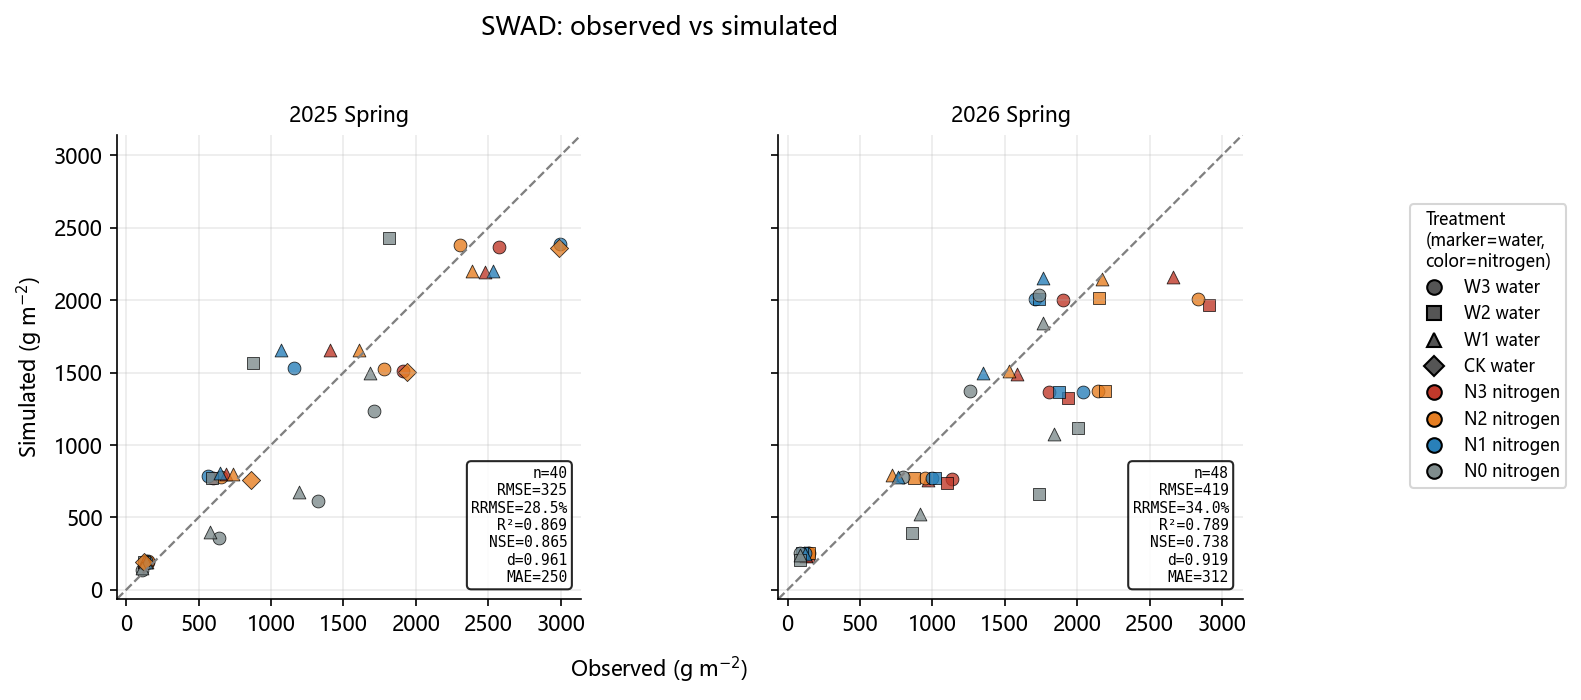 SWAD: observed vs simulated
2025 Spring
3000
2500
2000
1500
1000
500
0
Simulated (g m⁻²)
n=40
RMSE=325
RRMSE=28.5%
R²=0.869
NSE=0.865
d=0.961
MAE=250
0 500 1000 1500 2000 2500 3000
2026 Spring
n=48
RMSE=419
RRMSE=34.0%
R²=0.789
NSE=0.738
d=0.919
MAE=312
0 500 1000 1500 2000 2500 3000
Observed (g m⁻²)
Treatment
(marker=water,
color=nitrogen)
W3 water
W2 water
W1 water
CK water
N3 nitrogen
N2 nitrogen
N1 nitrogen
N0 nitrogen